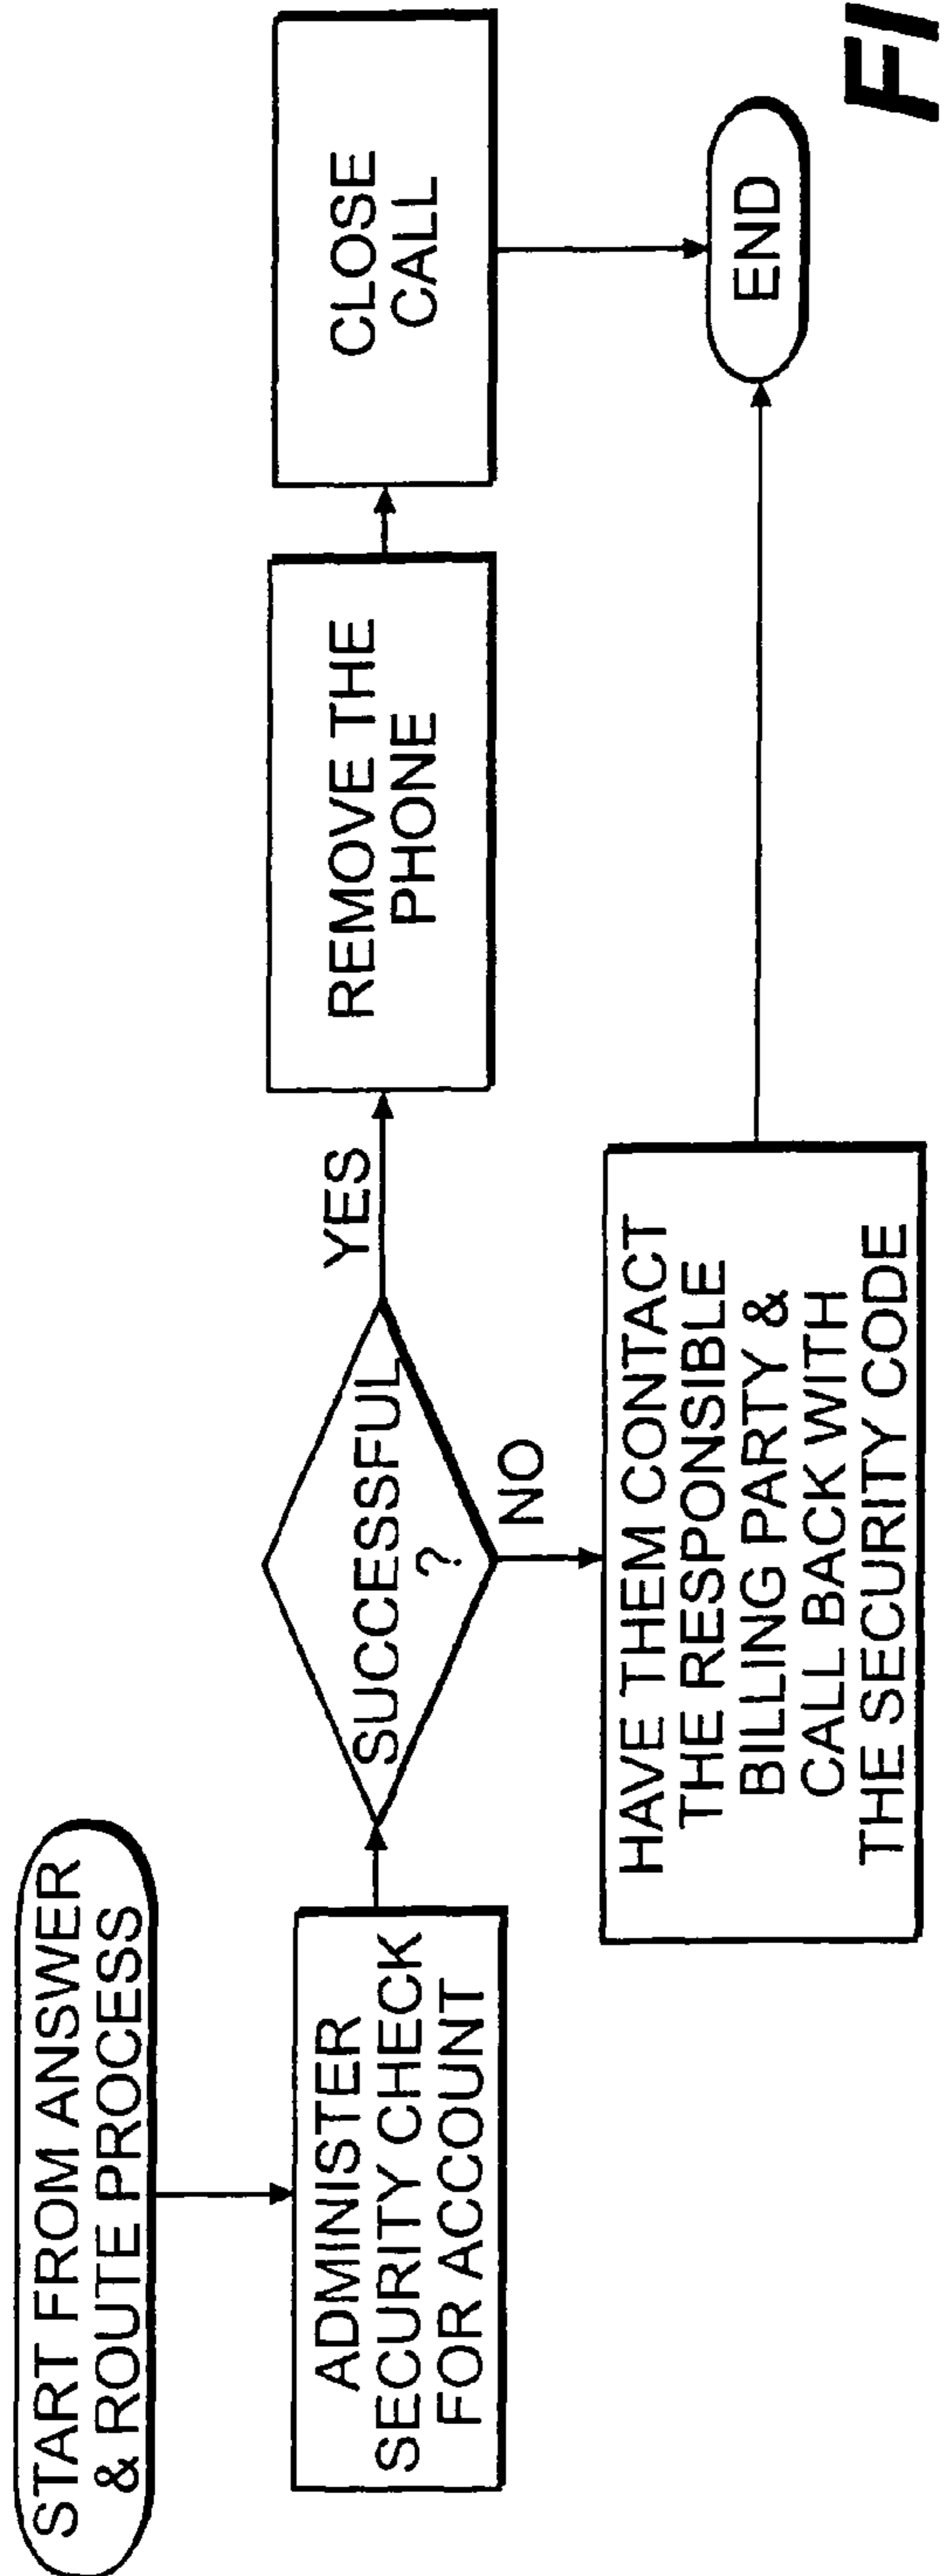 START FROM ANSWER
& ROUTE PROCESS
ADMINISTER
SECURITY CHECK
FOR ACCOUNT
SUCCESSFUL
?
YES
REMOVE THE
PHONE
CLOSE
CALL
NO
HAVE THEM CONTACT
THE RESPONSIBLE
BILLING PARTY &
CALL BACK WITH
THE SECURITY CODE
END
FI